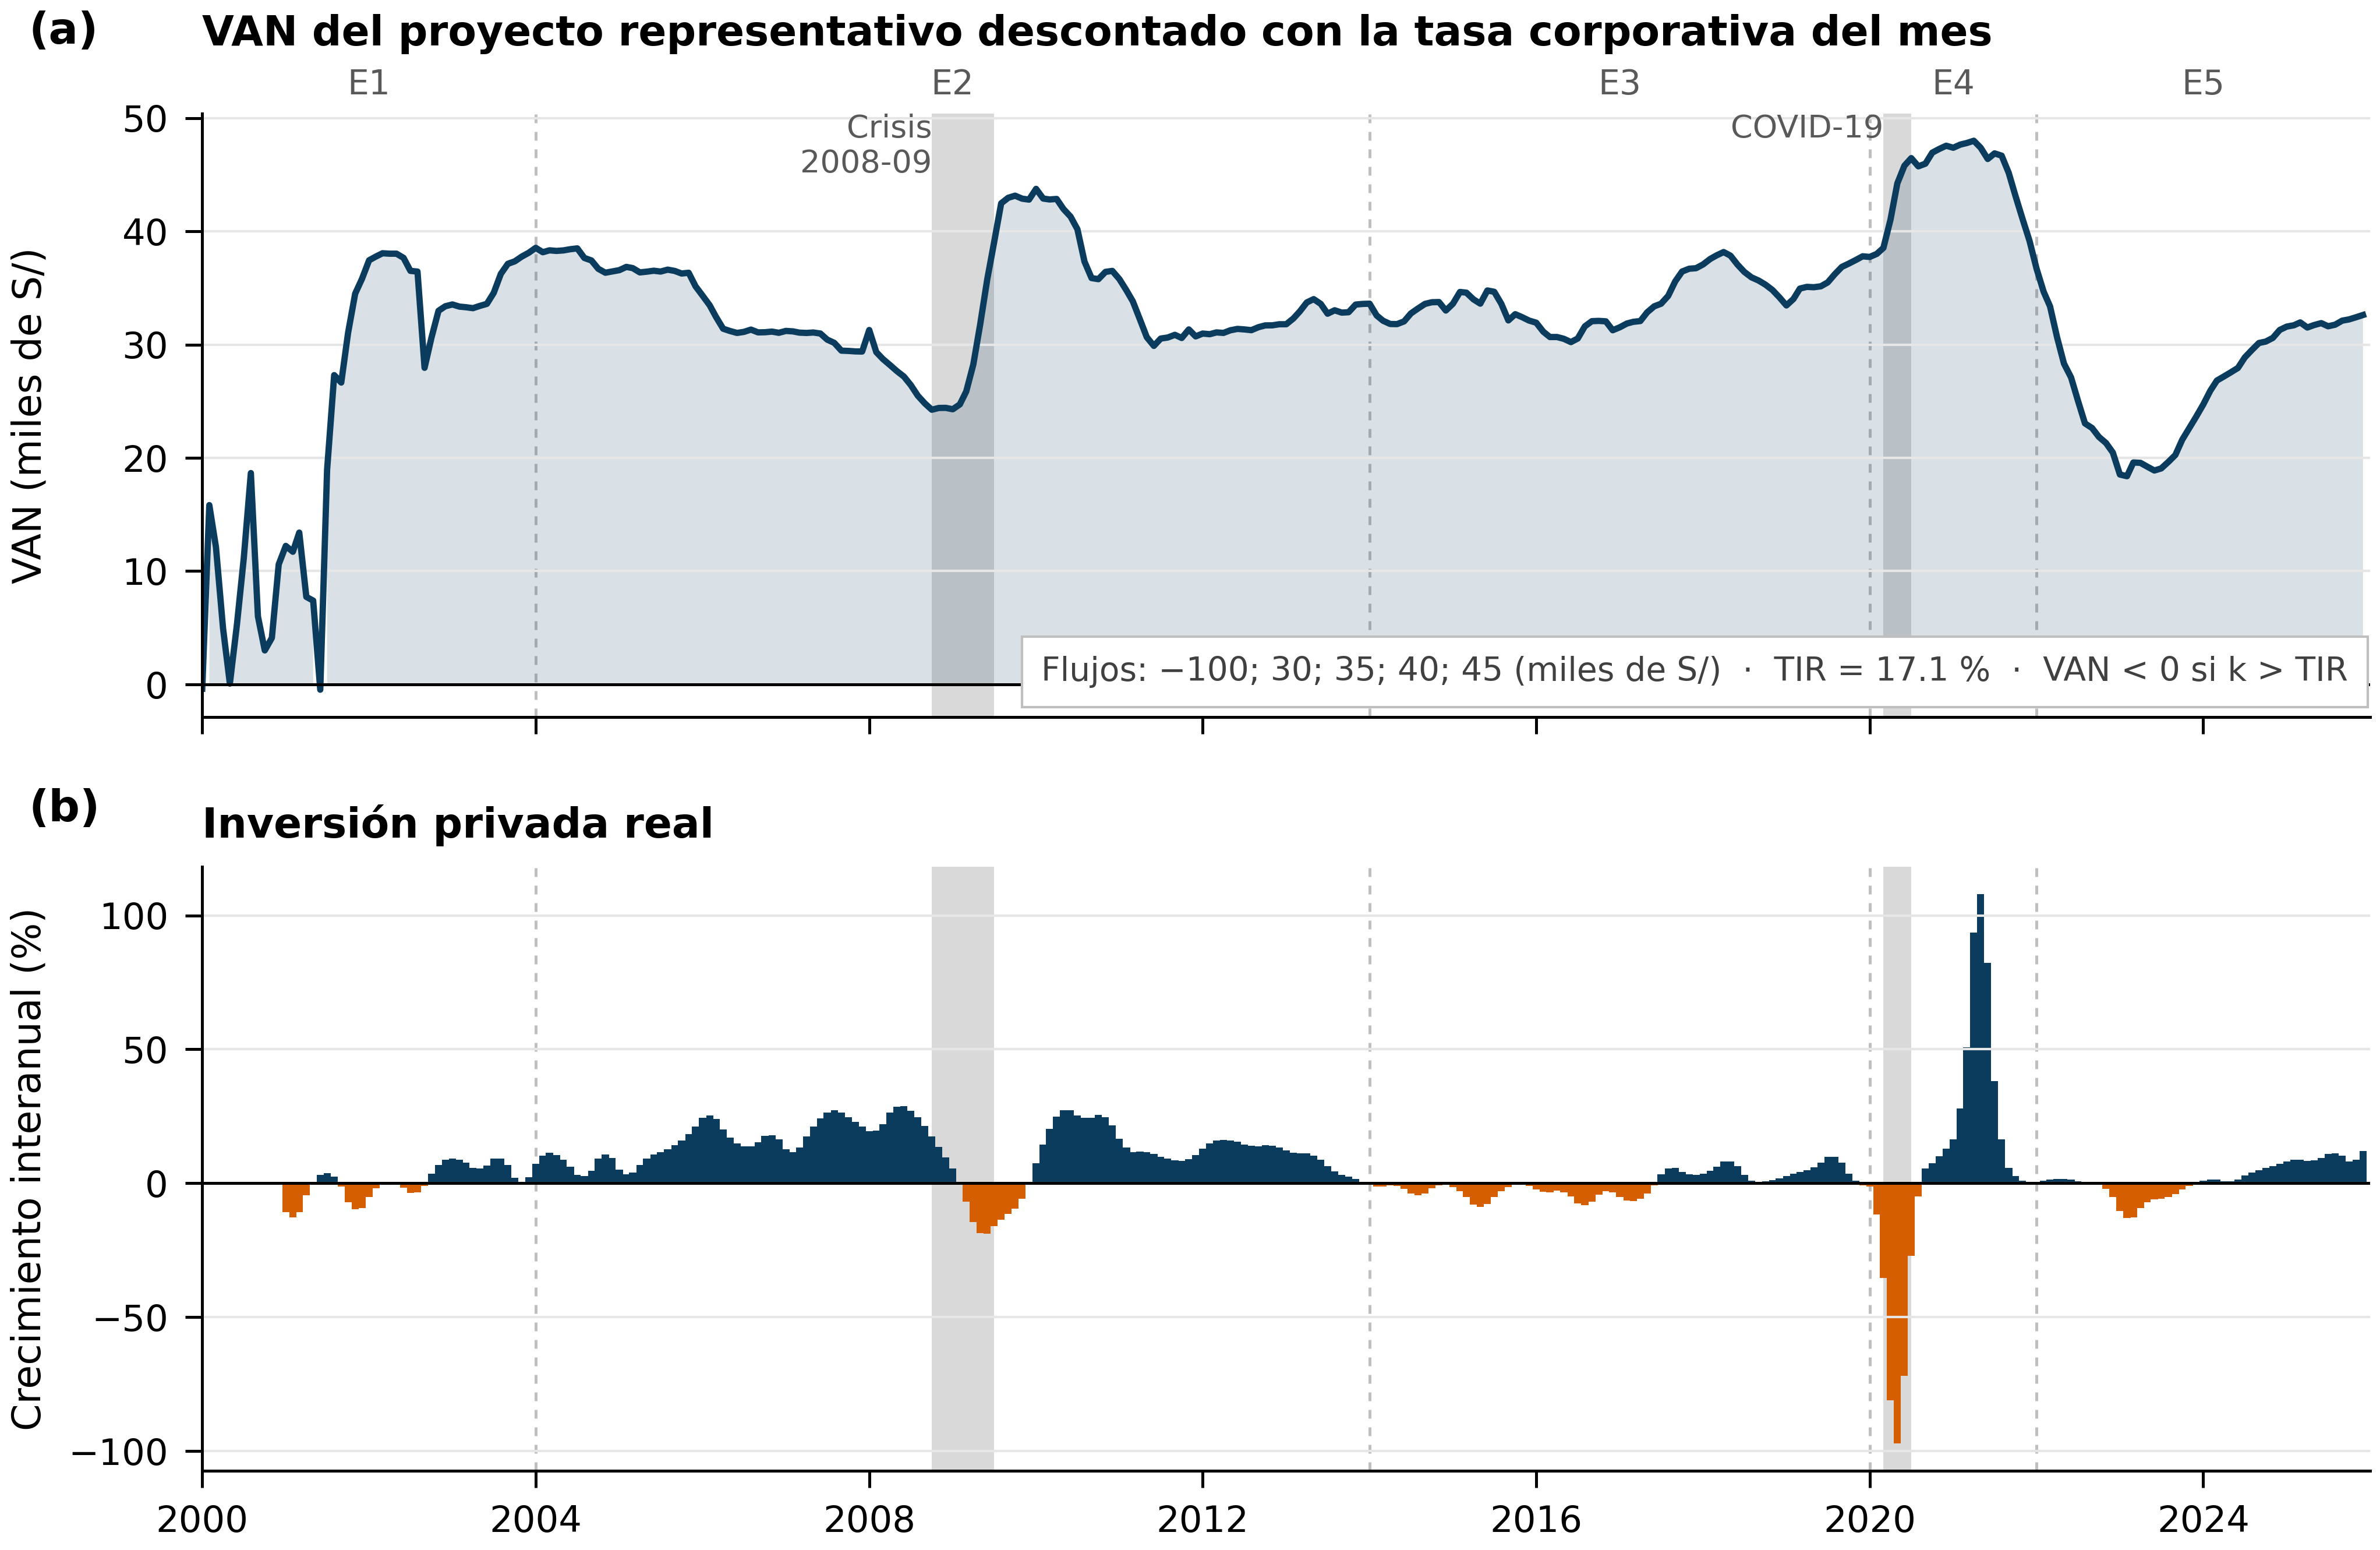 (a) VAN del proyecto representativo descontado con la tasa corporativa del mes
E1 E2 E3 E4 E5
Crisis
2008-09
COVID-19
VAN (miles de S/)
50
40
30
20
10
0
Flujos: −100; 30; 35; 40; 45 (miles de S/) · TIR = 17.1 % · VAN < 0 si k > TIR
(b) Inversión privada real
Crecimiento interanual (%)
100
50
0
−50
−100
2000 2004 2008 2012 2016 2020 2024